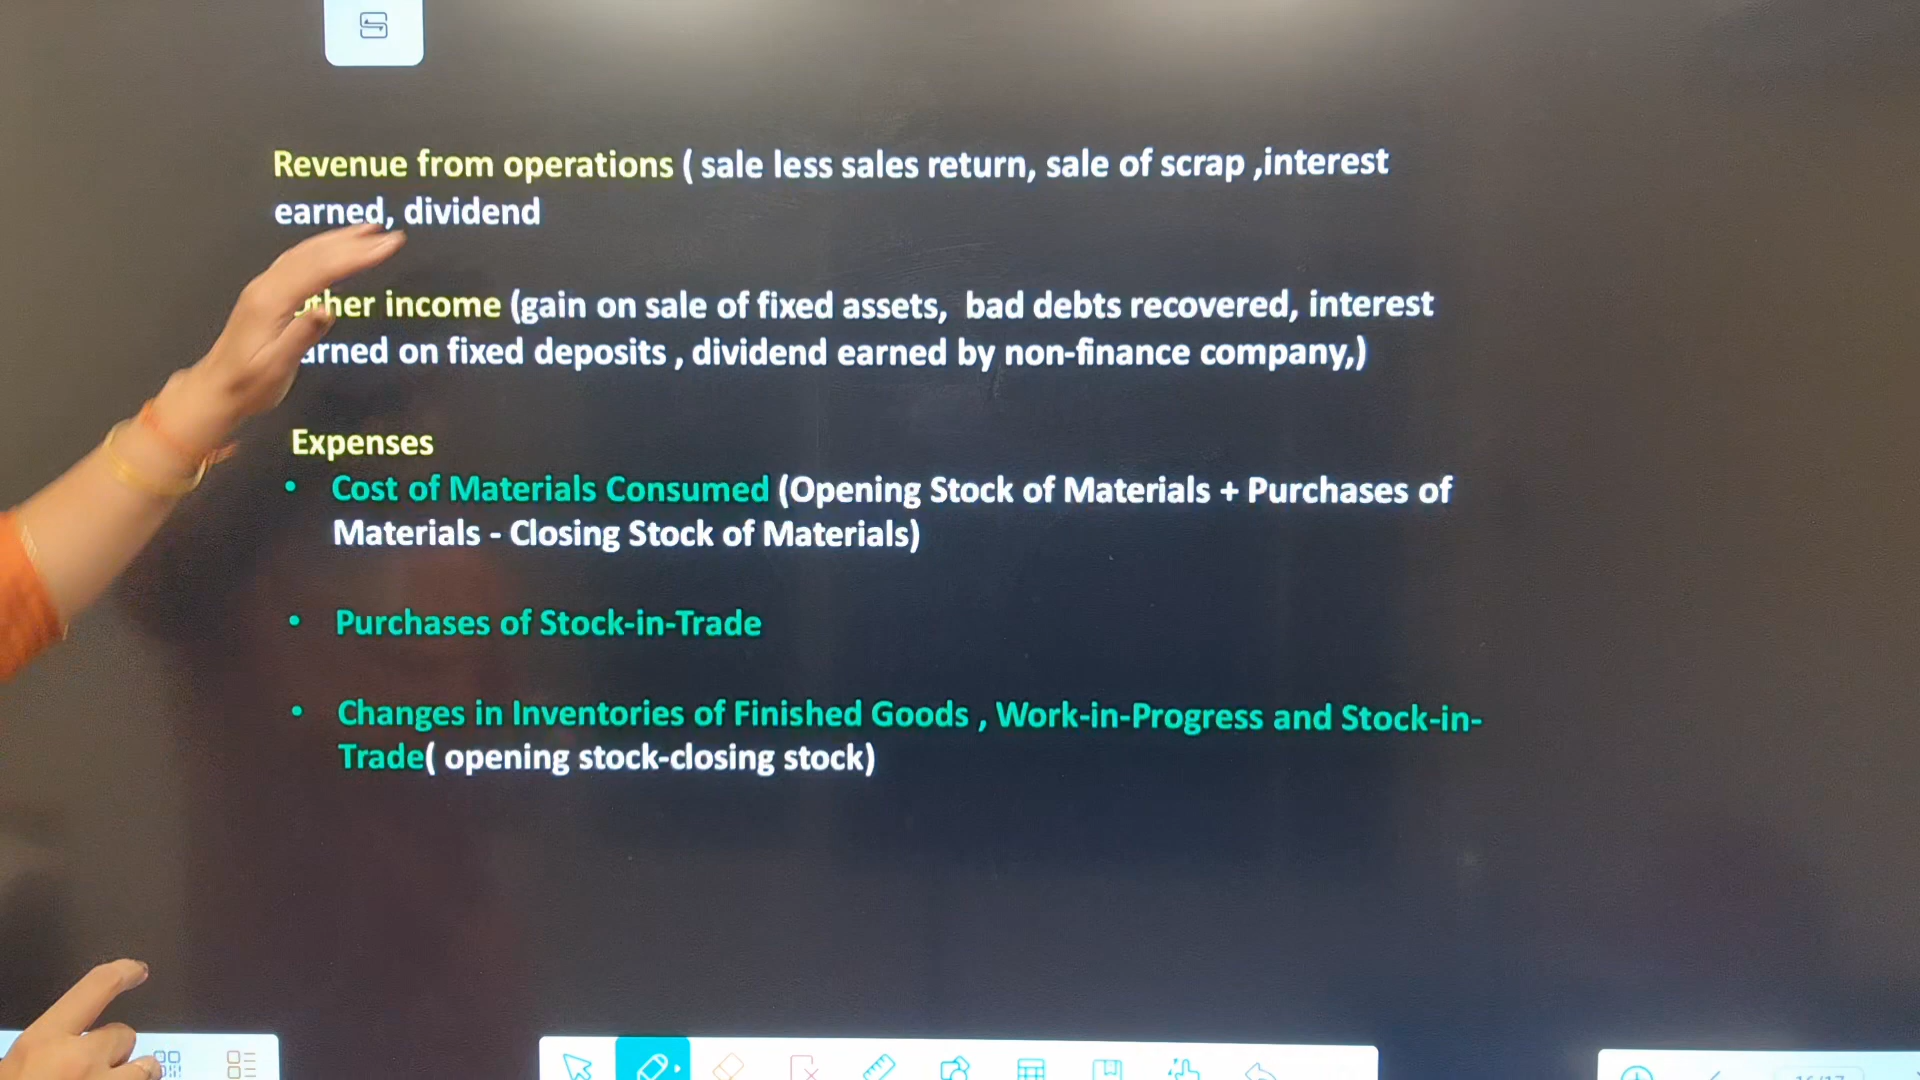 Revenue from operations ( sale less sales return, sale of scrap ,interest
earned, dividend
other income (gain on sale of fixed assets,  bad debts recovered, interest
earned on fixed deposits , dividend earned by non-finance company,)
Expenses
• Cost of Materials Consumed (Opening Stock of Materials + Purchases of
Materials - Closing Stock of Materials)
• Purchases of Stock-in-Trade
• Changes in Inventories of Finished Goods , Work-in-Progress and Stock-in-
Trade( opening stock-closing stock)